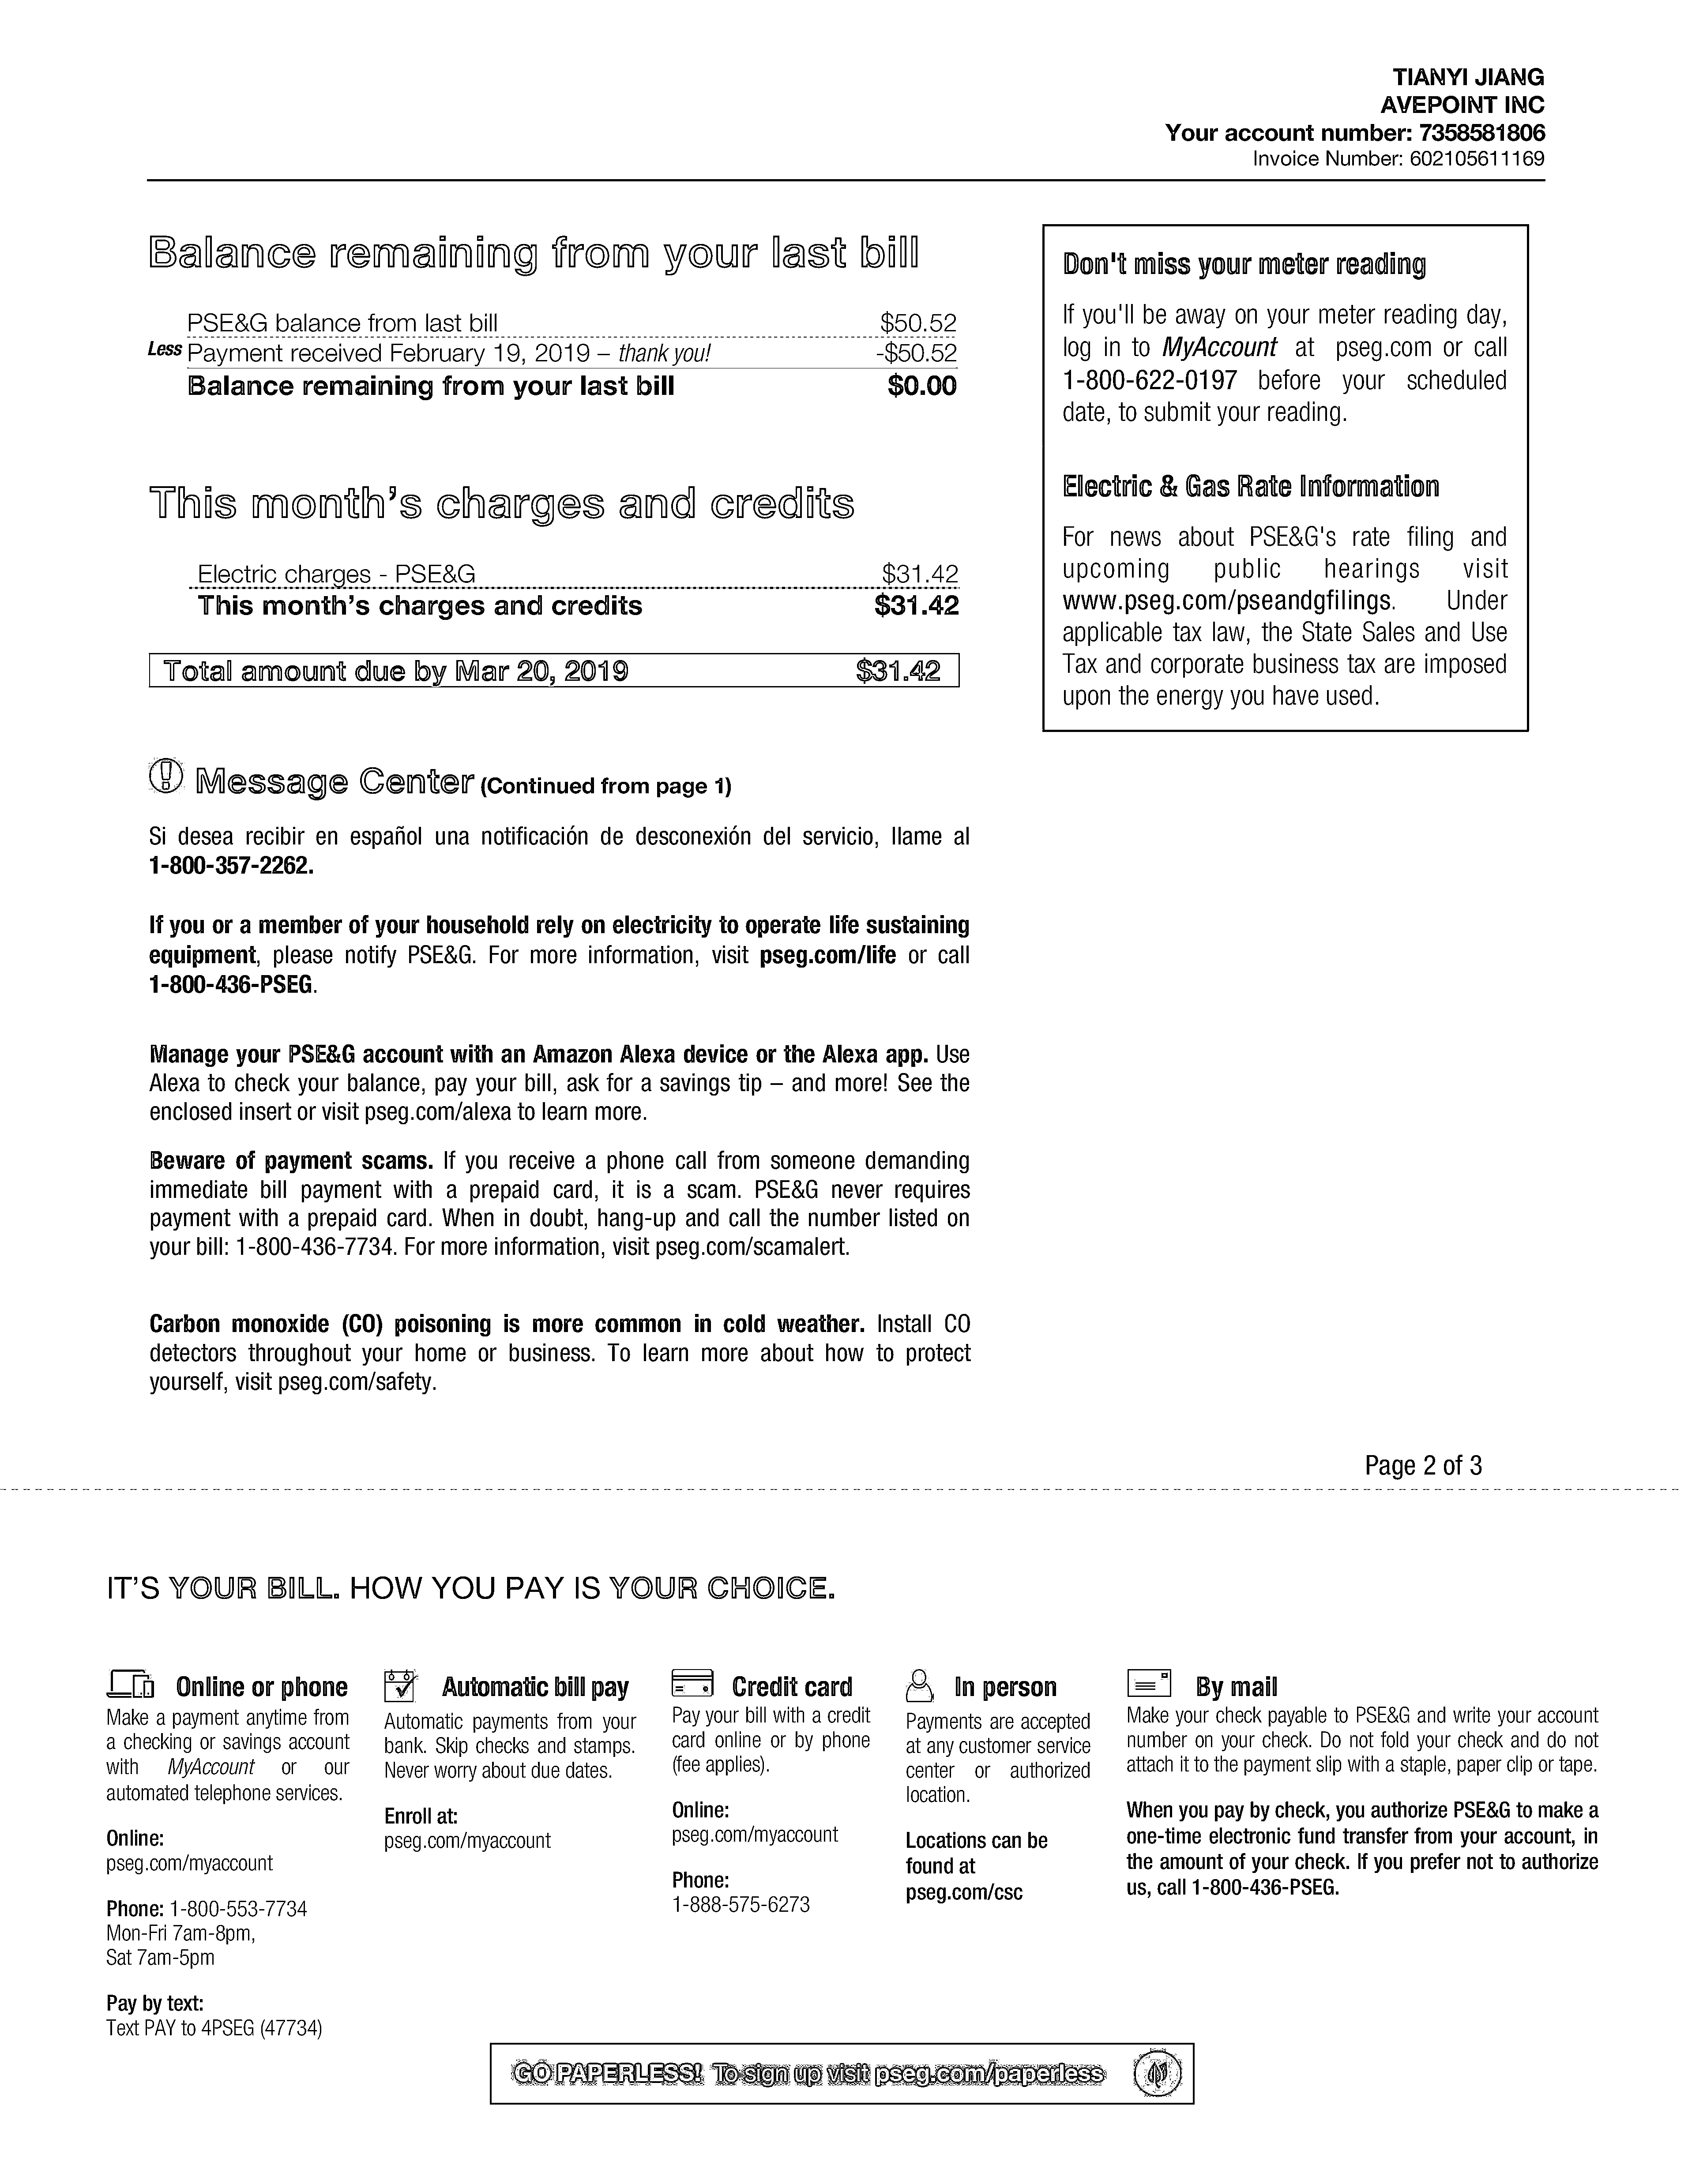 TIANYI JIANG
AVEPOINT INC
Your account number: 7358581806
Invoice Number: 602105611169
Balance remaining from your last bill
PSE&G balance from last bill $50.52
Less Payment received February 19, 2019 – thank you! -$50.52
Balance remaining from your last bill $0.00
This month's charges and credits
Electric charges - PSE&G $31.42
This month's charges and credits $31.42
Total amount due by Mar 20, 2019 $31.42
Don't miss your meter reading
If you'll be away on your meter reading day,
log in to MyAccount at pseg.com or call
1-800-622-0197 before your scheduled
date, to submit your reading.
Electric & Gas Rate Information
For news about PSE&G's rate filing and
upcoming public hearings visit
www.pseg.com/pseandgfilings. Under
applicable tax law, the State Sales and Use
Tax and corporate business tax are imposed
upon the energy you have used.
Message Center (Continued from page 1)
Si desea recibir en español una notificación de desconexión del servicio, llame al
1-800-357-2262.
If you or a member of your household rely on electricity to operate life sustaining
equipment, please notify PSE&G. For more information, visit pseg.com/life or call
1-800-436-PSEG.
Manage your PSE&G account with an Amazon Alexa device or the Alexa app. Use
Alexa to check your balance, pay your bill, ask for a savings tip – and more! See the
enclosed insert or visit pseg.com/alexa to learn more.
Beware of payment scams. If you receive a phone call from someone demanding
immediate bill payment with a prepaid card, it is a scam. PSE&G never requires
payment with a prepaid card. When in doubt, hang-up and call the number listed on
your bill: 1-800-436-7734. For more information, visit pseg.com/scamalert.
Carbon monoxide (CO) poisoning is more common in cold weather. Install CO
detectors throughout your home or business. To learn more about how to protect
yourself, visit pseg.com/safety.
Page 2 of 3
IT'S YOUR BILL. HOW YOU PAY IS YOUR CHOICE.
Online or phone
Make a payment anytime from
a checking or savings account
with MyAccount or our
automated telephone services.
Online:
pseg.com/myaccount
Phone: 1-800-553-7734
Mon-Fri 7am-8pm,
Sat 7am-5pm
Pay by text:
Text PAY to 4PSEG (47734)
Automatic bill pay
Automatic payments from your
bank. Skip checks and stamps.
Never worry about due dates.
Enroll at:
pseg.com/myaccount
Credit card
Pay your bill with a credit
card online or by phone
(fee applies).
Online:
pseg.com/myaccount
Phone:
1-888-575-6273
In person
Payments are accepted
at any customer service
center or authorized
location.
Locations can be
found at
pseg.com/csc
By mail
Make your check payable to PSE&G and write your account
number on your check. Do not fold your check and do not
attach it to the payment slip with a staple, paper clip or tape.
When you pay by check, you authorize PSE&G to make a
one-time electronic fund transfer from your account, in
the amount of your check. If you prefer not to authorize
us, call 1-800-436-PSEG.
GO PAPERLESS! To sign up visit pseg.com/paperless